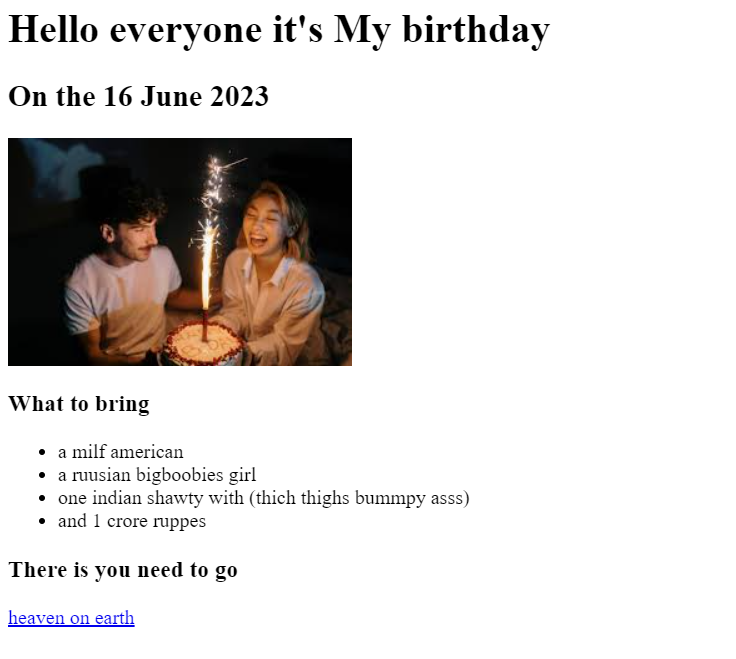 Hello everyone it's My birthday
On the 16 June 2023
What to bring
a milf american
a ruusian bigboobies girl
one indian shawty with (thich thighs bummpy asss)
and 1 crore ruppes
There is you need to go
heaven on earth